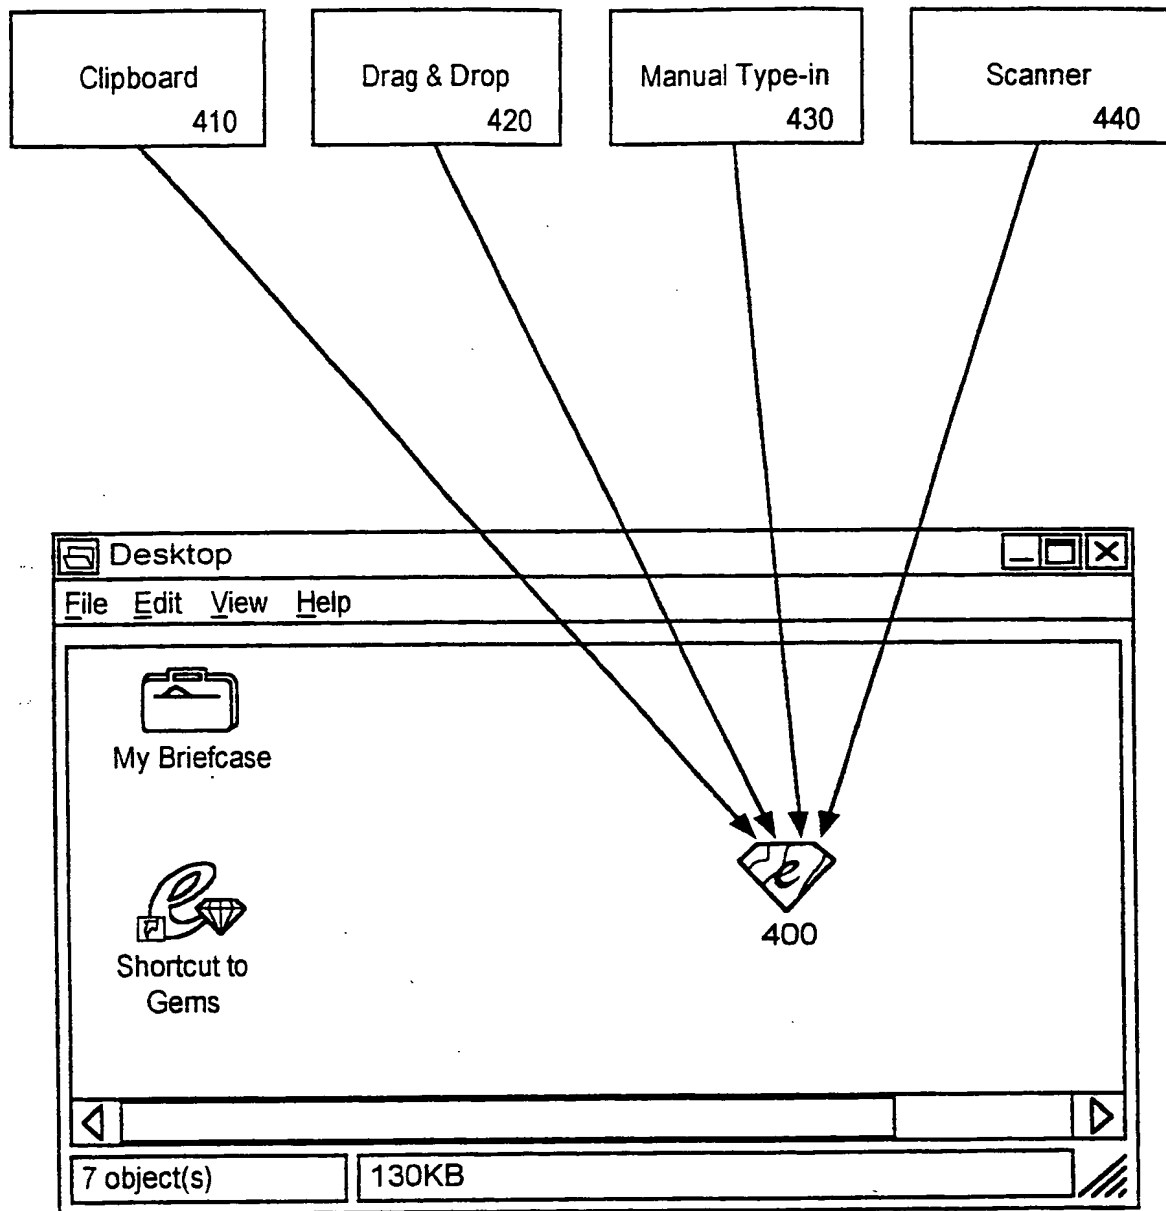 Clipboard
410
Drag & Drop
420
Manual Type-in
430
Scanner
440
Desktop
File Edit View Help
My Briefcase
e
400
e
Shortcut to
Gems
7 object(s)
130KB